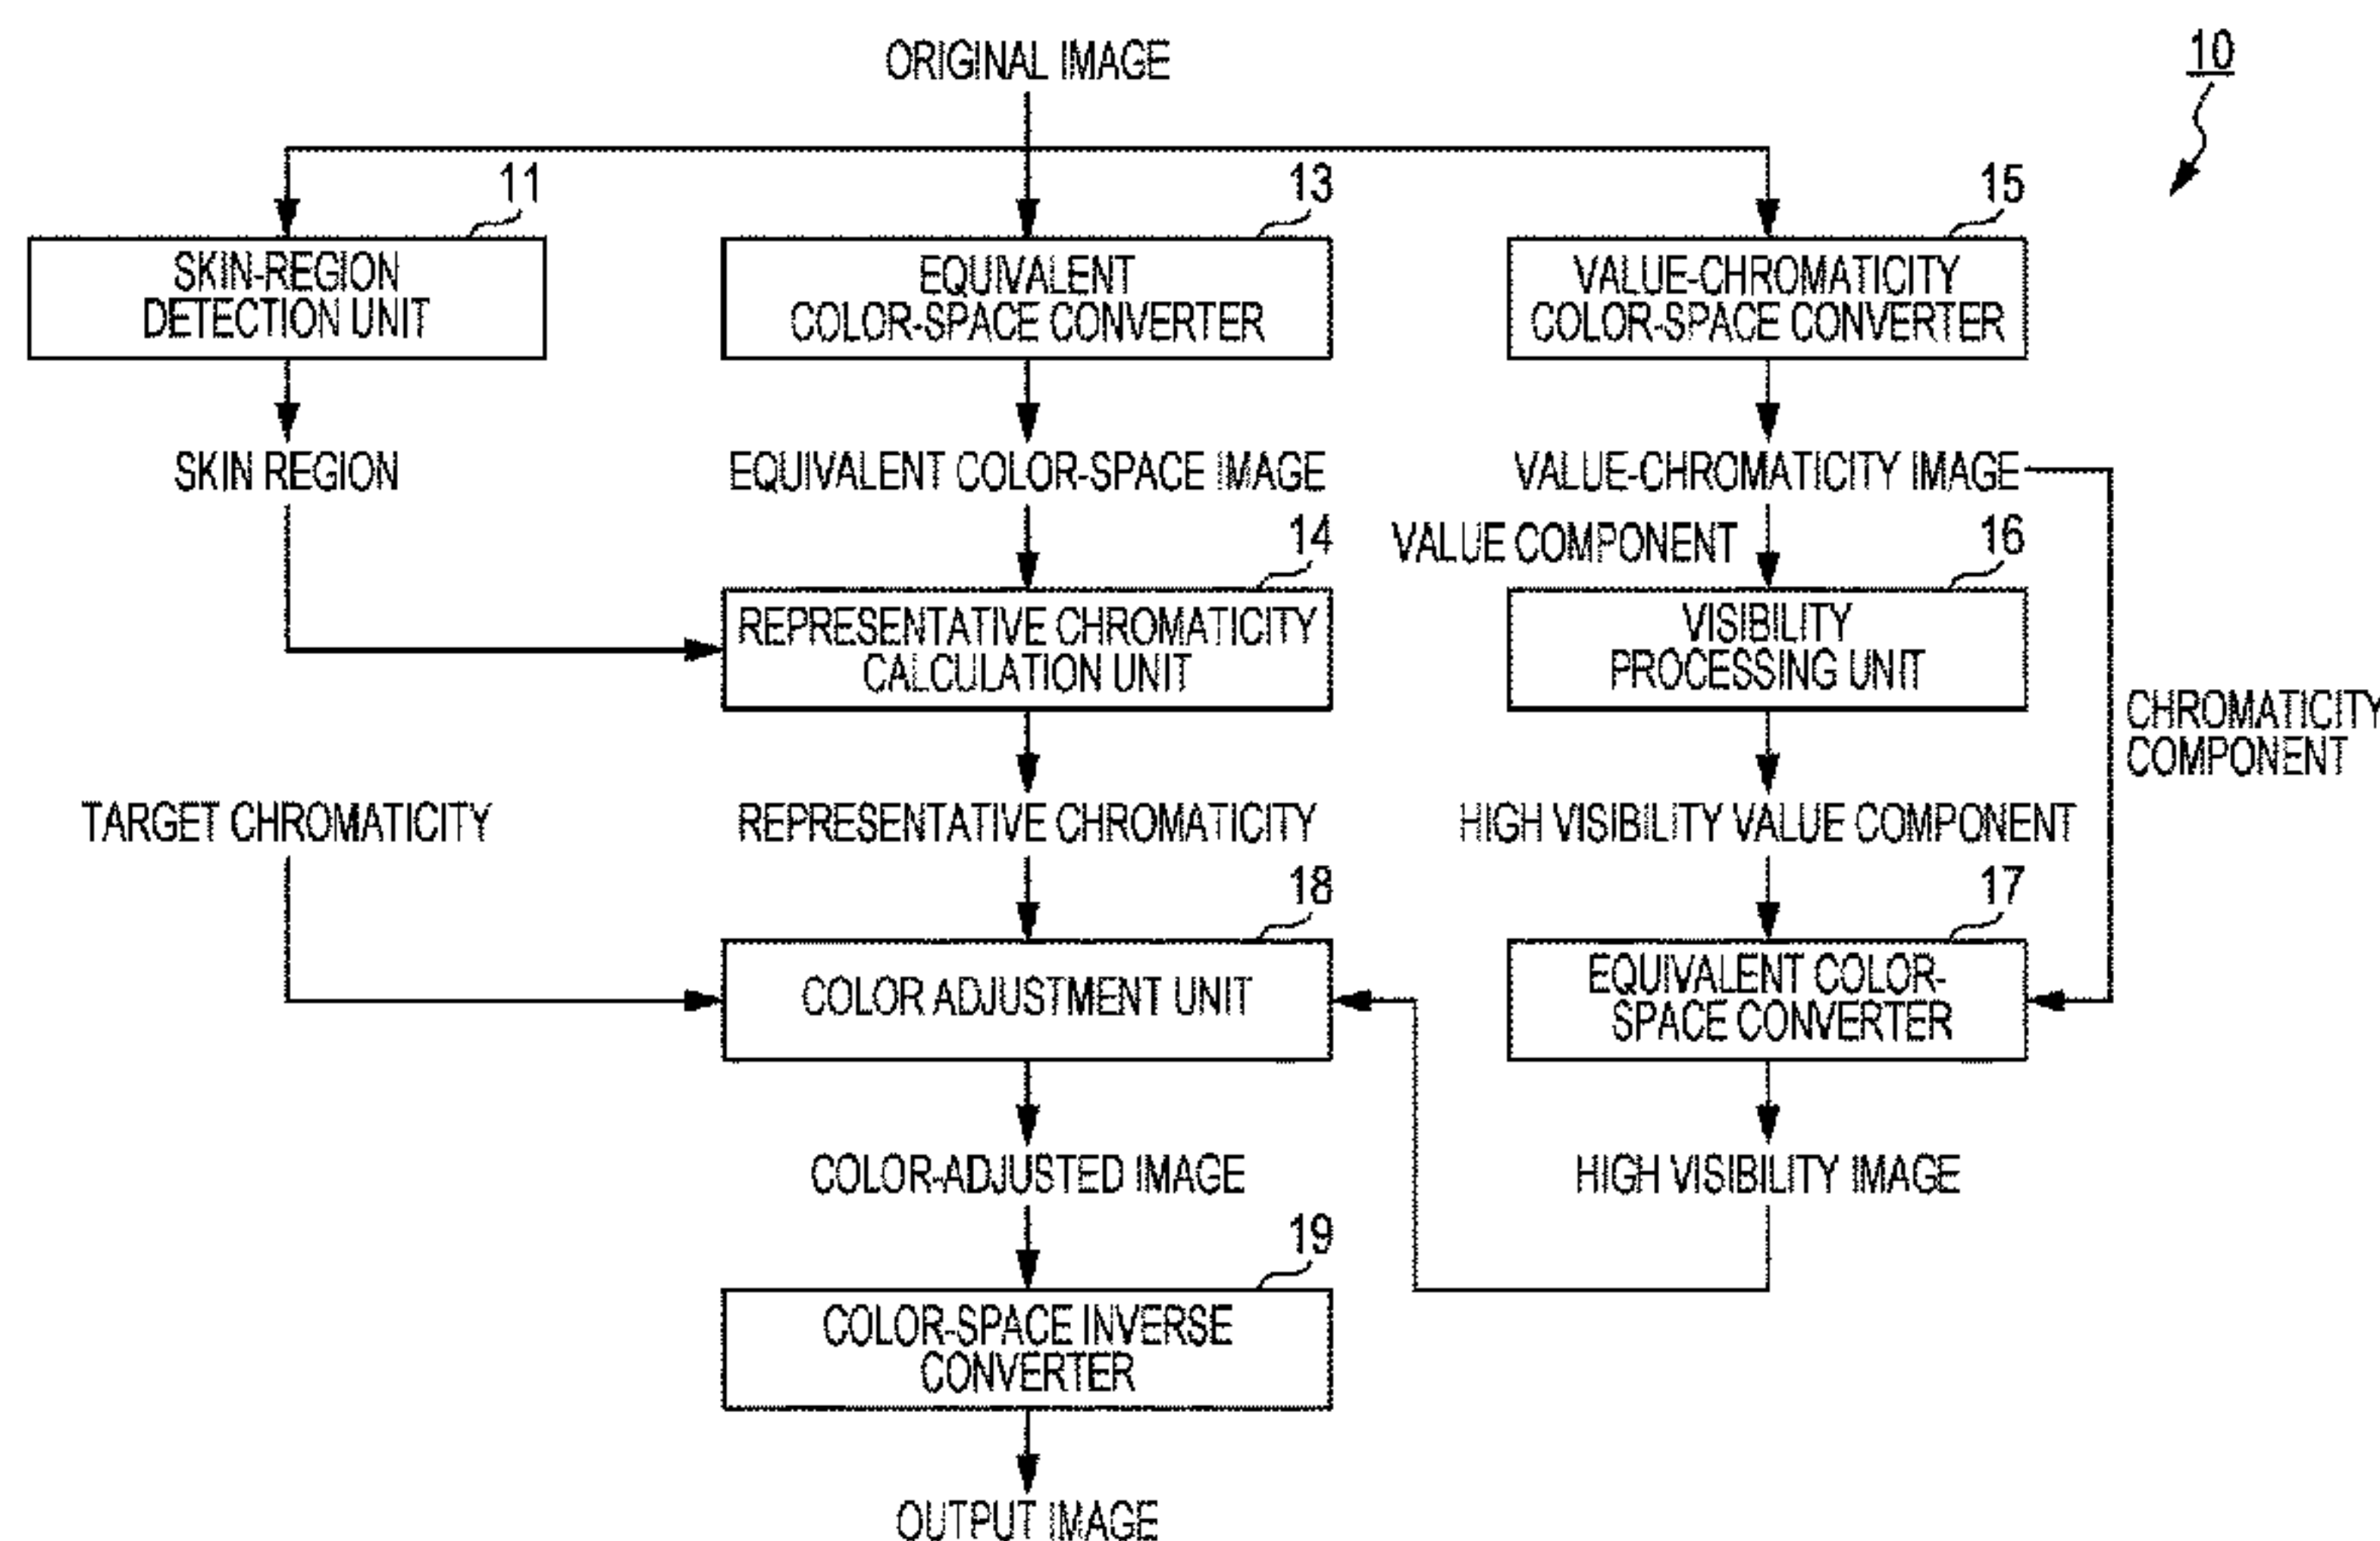 ORIGINAL IMAGE
10
11
13
15
SKIN-REGION
DETECTION UNIT
EQUIVALENT
COLOR-SPACE CONVERTER
VALUE-CHROMATICITY
COLOR-SPACE CONVERTER
SKIN REGION
EQUIVALENT COLOR-SPACE IMAGE
VALUE-CHROMATICITY IMAGE
14
VALUE COMPONENT
16
REPRESENTATIVE CHROMATICITY
CALCULATION UNIT
VISIBILITY
PROCESSING UNIT
CHROMATICITY
COMPONENT
TARGET CHROMATICITY
REPRESENTATIVE CHROMATICITY
HIGH VISIBILITY VALUE COMPONENT
18
17
COLOR ADJUSTMENT UNIT
EQUIVALENT COLOR-
SPACE CONVERTER
COLOR-ADJUSTED IMAGE
HIGH VISIBILITY IMAGE
19
COLOR-SPACE INVERSE
CONVERTER
OUTPUT IMAGE